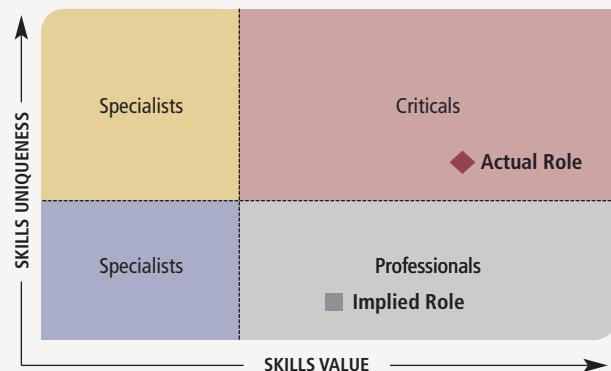 SKILLS UNIQUENESS
Specialists
Criticals
Actual Role
Specialists
Professionals
Implied Role
SKILLS VALUE